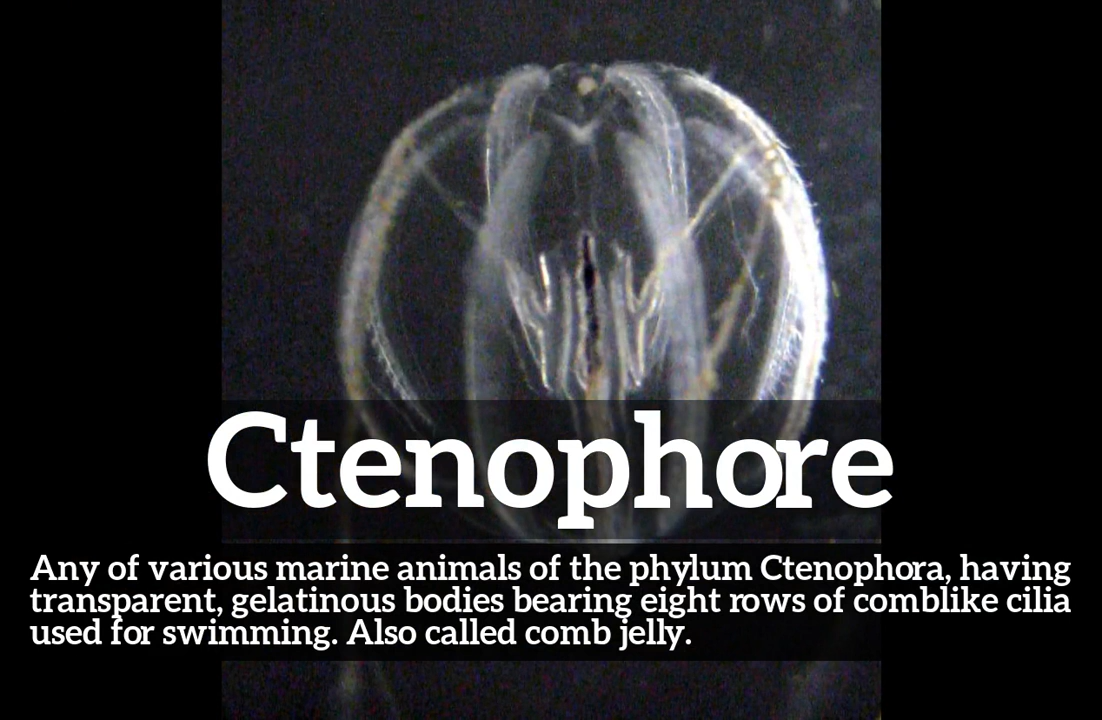 Ctenophore
Any of various marine animals of the phylum Ctenophora, having
transparent, gelatinous bodies bearing eight rows of comblike cilia
used for swimming. Also called comb jelly.